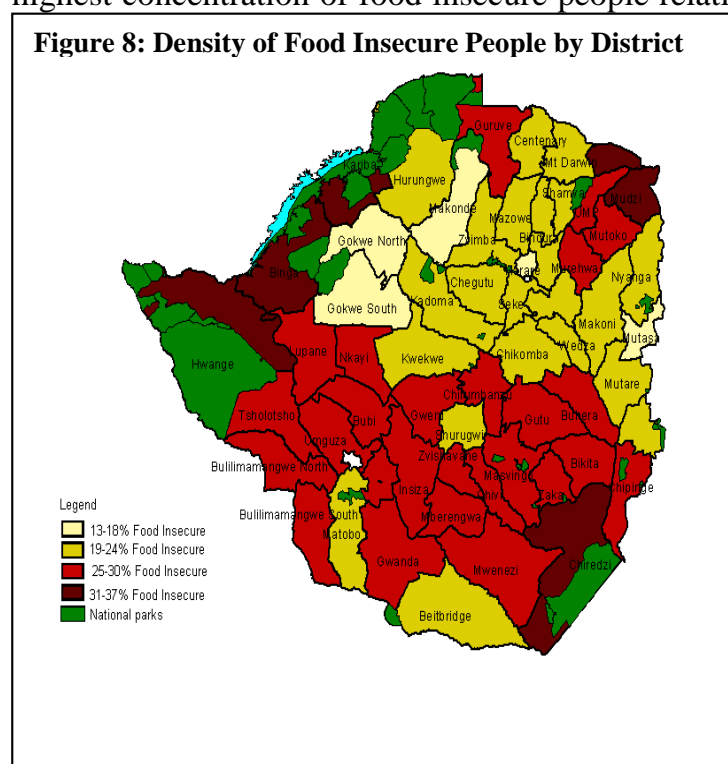 highest concentration of food insecure people relati
Figure 8: Density of Food Insecure People by District
Guruve
Centenary
Mt Darwin
Kariba
Hurungwe
Shamva
Mudzi
UMP
Makonde
Mazowe
Mutoko
Zvimba
Bindura
Gokwe North
Harare
Murehwa
Nyanga
Binga
Chegutu
Kadoma
Seke
Gokwe South
Makoni
Mutasa
Wedza
Lupane
Nkayi
Kwekwe
Chikomba
Hwange
Mutare
Chirumbanzu
Tsholotsho
Gweru
Gutu
Buhera
Bubi
Shurugwi
Umguza
Zvishavane
Bulilimamangwe North
Masvingo
Bikita
Insiza
Chivi
Zaka
Chipinge
Legend
Mberengwa
13-18% Food Insecure
Bulilimamangwe South
19-24% Food Insecure
Matobo
25-30% Food Insecure
Gwanda
Mwenezi
Chiredzi
31-37% Food Insecure
National parks
Beitbridge